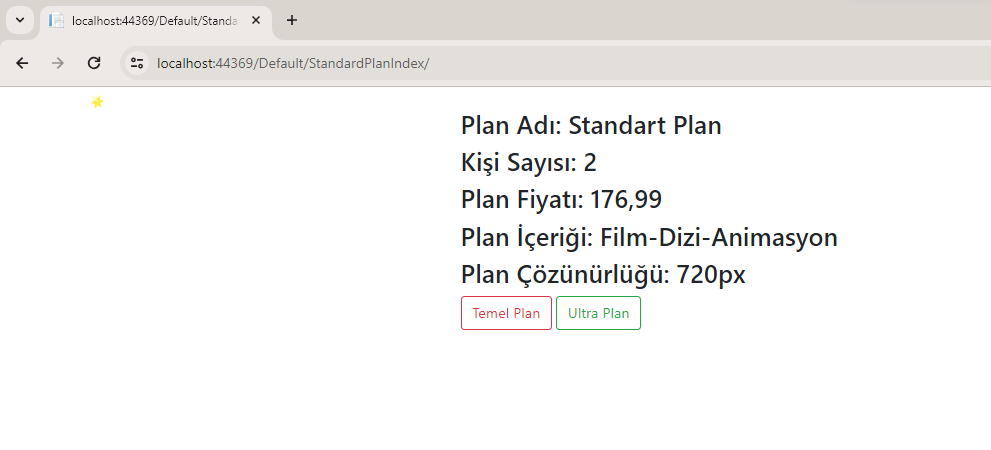 localhost:44369/Default/Standa
localhost:44369/Default/StandardPlanIndex/
Plan Adı: Standart Plan
Kişi Sayısı: 2
Plan Fiyatı: 176,99
Plan İçeriği: Film-Dizi-Animasyon
Plan Çözünürlüğü: 720px
Temel Plan Ultra Plan